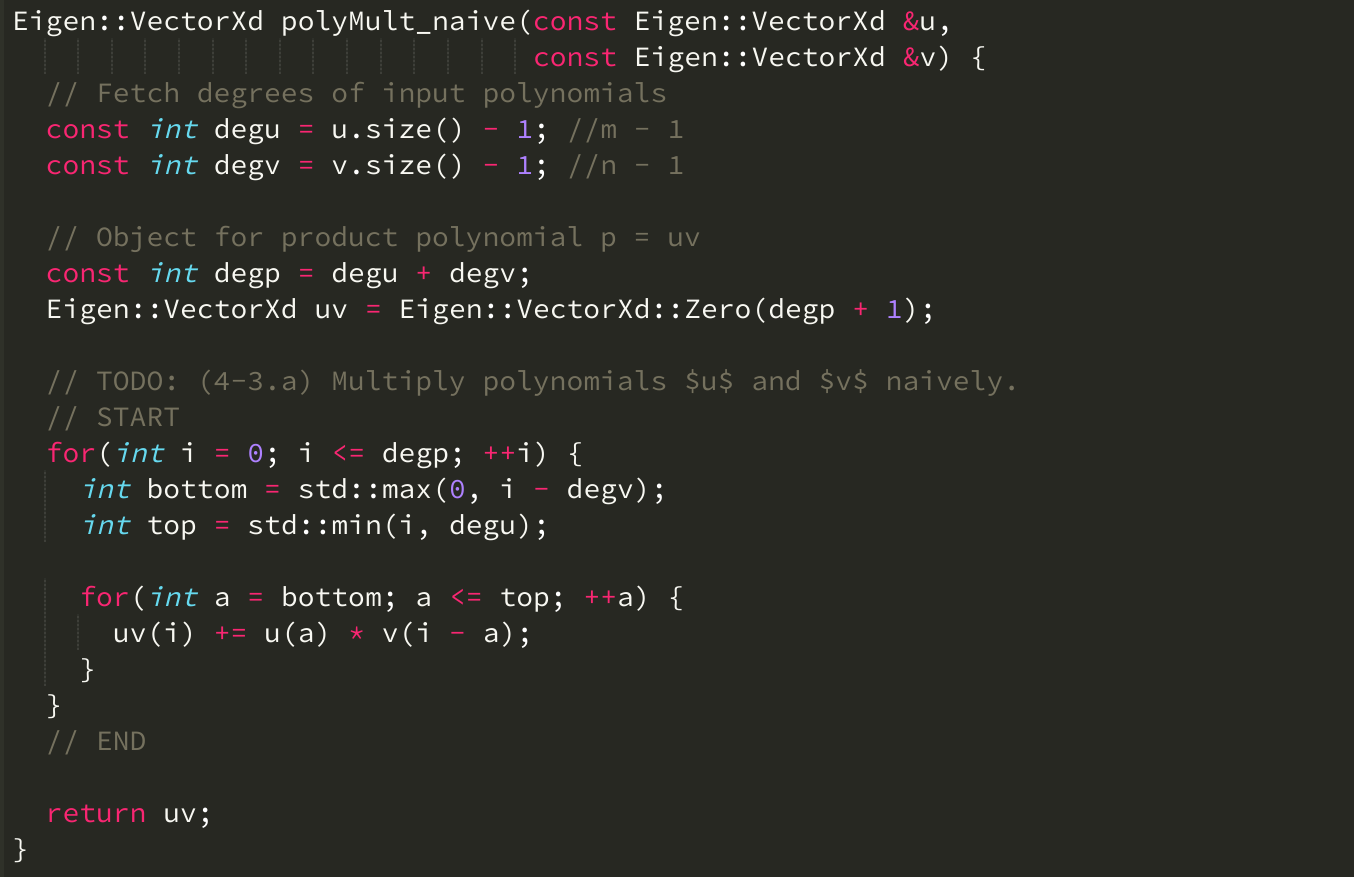 Eigen::VectorXd polyMult_naive(const Eigen::VectorXd &u,
                               const Eigen::VectorXd &v) {
  // Fetch degrees of input polynomials
  const int degu = u.size() - 1; //m - 1
  const int degv = v.size() - 1; //n - 1

  // Object for product polynomial p = uv
  const int degp = degu + degv;
  Eigen::VectorXd uv = Eigen::VectorXd::Zero(degp + 1);

  // TODO: (4-3.a) Multiply polynomials $u$ and $v$ naively.
  // START
  for(int i = 0; i <= degp; ++i) {
    int bottom = std::max(0, i - degv);
    int top = std::min(i, degu);

    for(int a = bottom; a <= top; ++a) {
      uv(i) += u(a) * v(i - a);
    }
  }
  // END

  return uv;
}